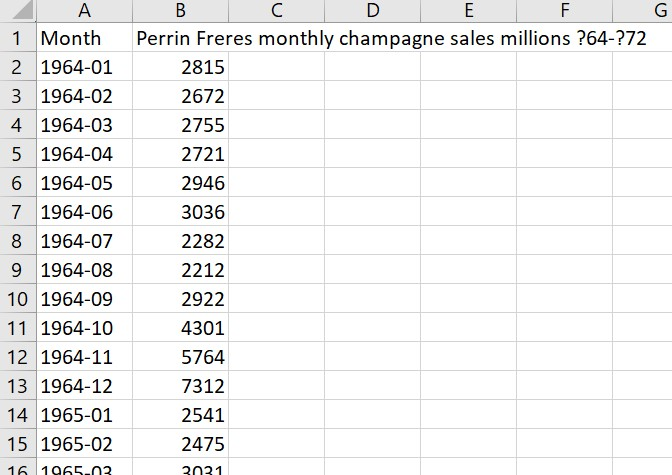 A B C D E F G
1 Month Perrin Freres monthly champagne sales millions ?64-?72
2 1964-01 2815
3 1964-02 2672
4 1964-03 2755
5 1964-04 2721
6 1964-05 2946
7 1964-06 3036
8 1964-07 2282
9 1964-08 2212
10 1964-09 2922
11 1964-10 4301
12 1964-11 5764
13 1964-12 7312
14 1965-01 2541
15 1965-02 2475
16 1965-03 3031